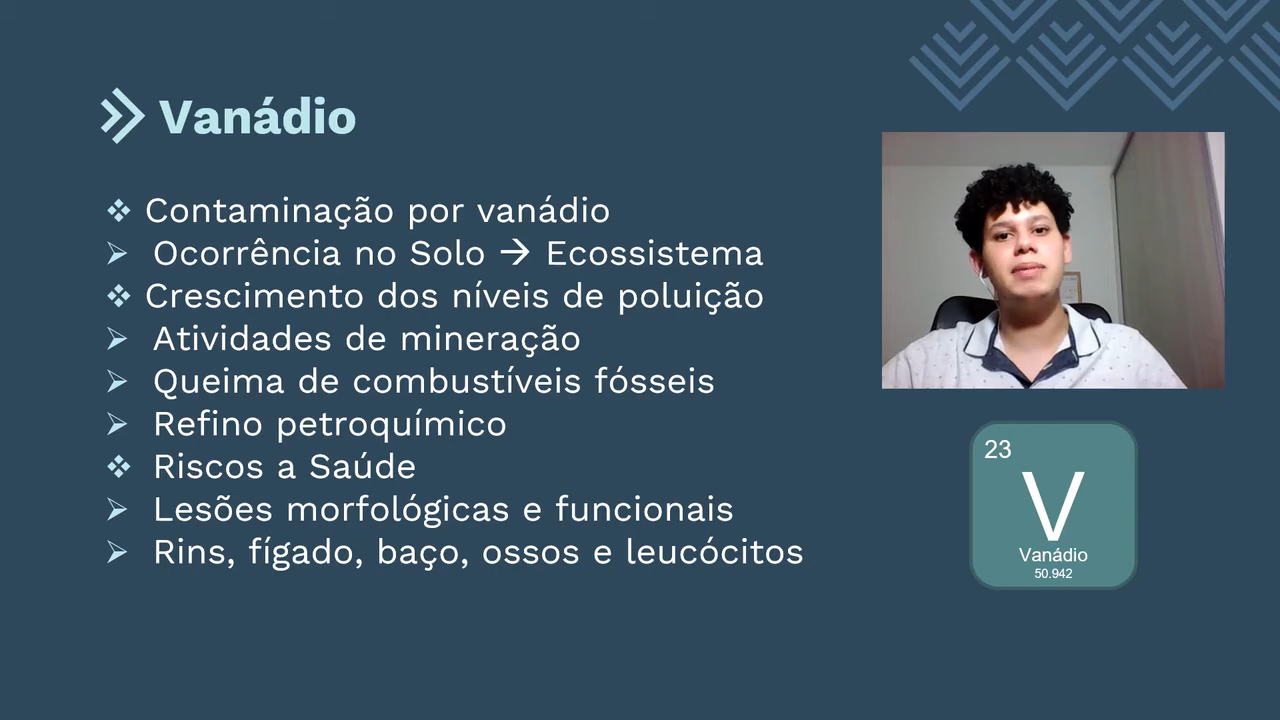 Vanádio
Contaminação por vanádio
Ocorrência no Solo → Ecossistema
Crescimento dos níveis de poluição
Atividades de mineração
Queima de combustíveis fósseis
Refino petroquímico
Riscos a Saúde
Lesões morfológicas e funcionais
Rins, fígado, baço, ossos e leucócitos
23
V
Vanádio
50.942